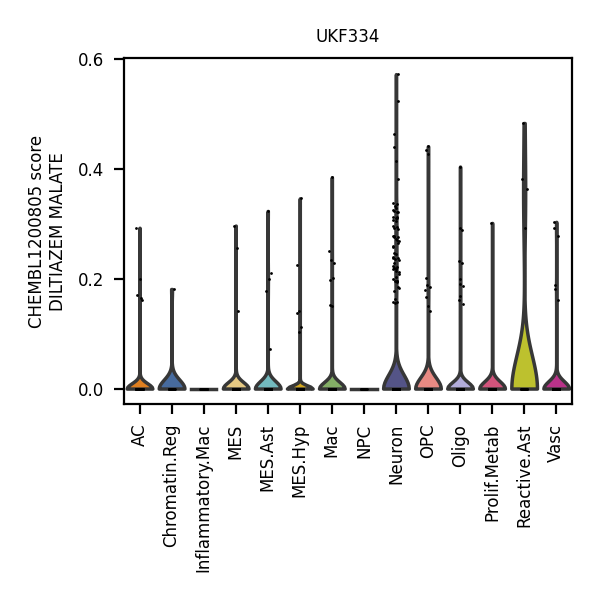 UKF334
CHEMBL1200805 score
DILTIAZEM MALATE
0.6
0.4
0.2
0.0
AC
Chromatin.Reg
Inflammatory.Mac
MES
MES.Ast
MES.Hyp
Mac
NPC
Neuron
OPC
Oligo
Prolif.Metab
Reactive.Ast
Vasc